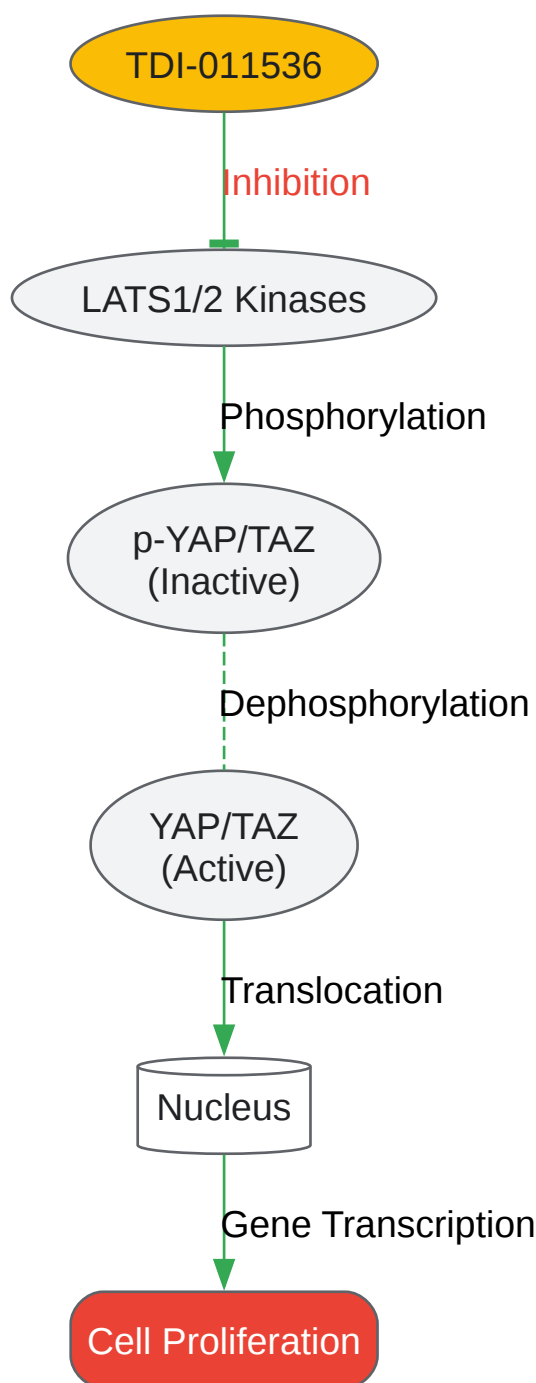 TDI-011536
Inhibition
LATS1/2 Kinases
Phosphorylation
p-YAP/TAZ
(Inactive)
Dephosphorylation
YAP/TAZ
(Active)
Translocation
Nucleus
Gene Transcription
Cell Proliferation